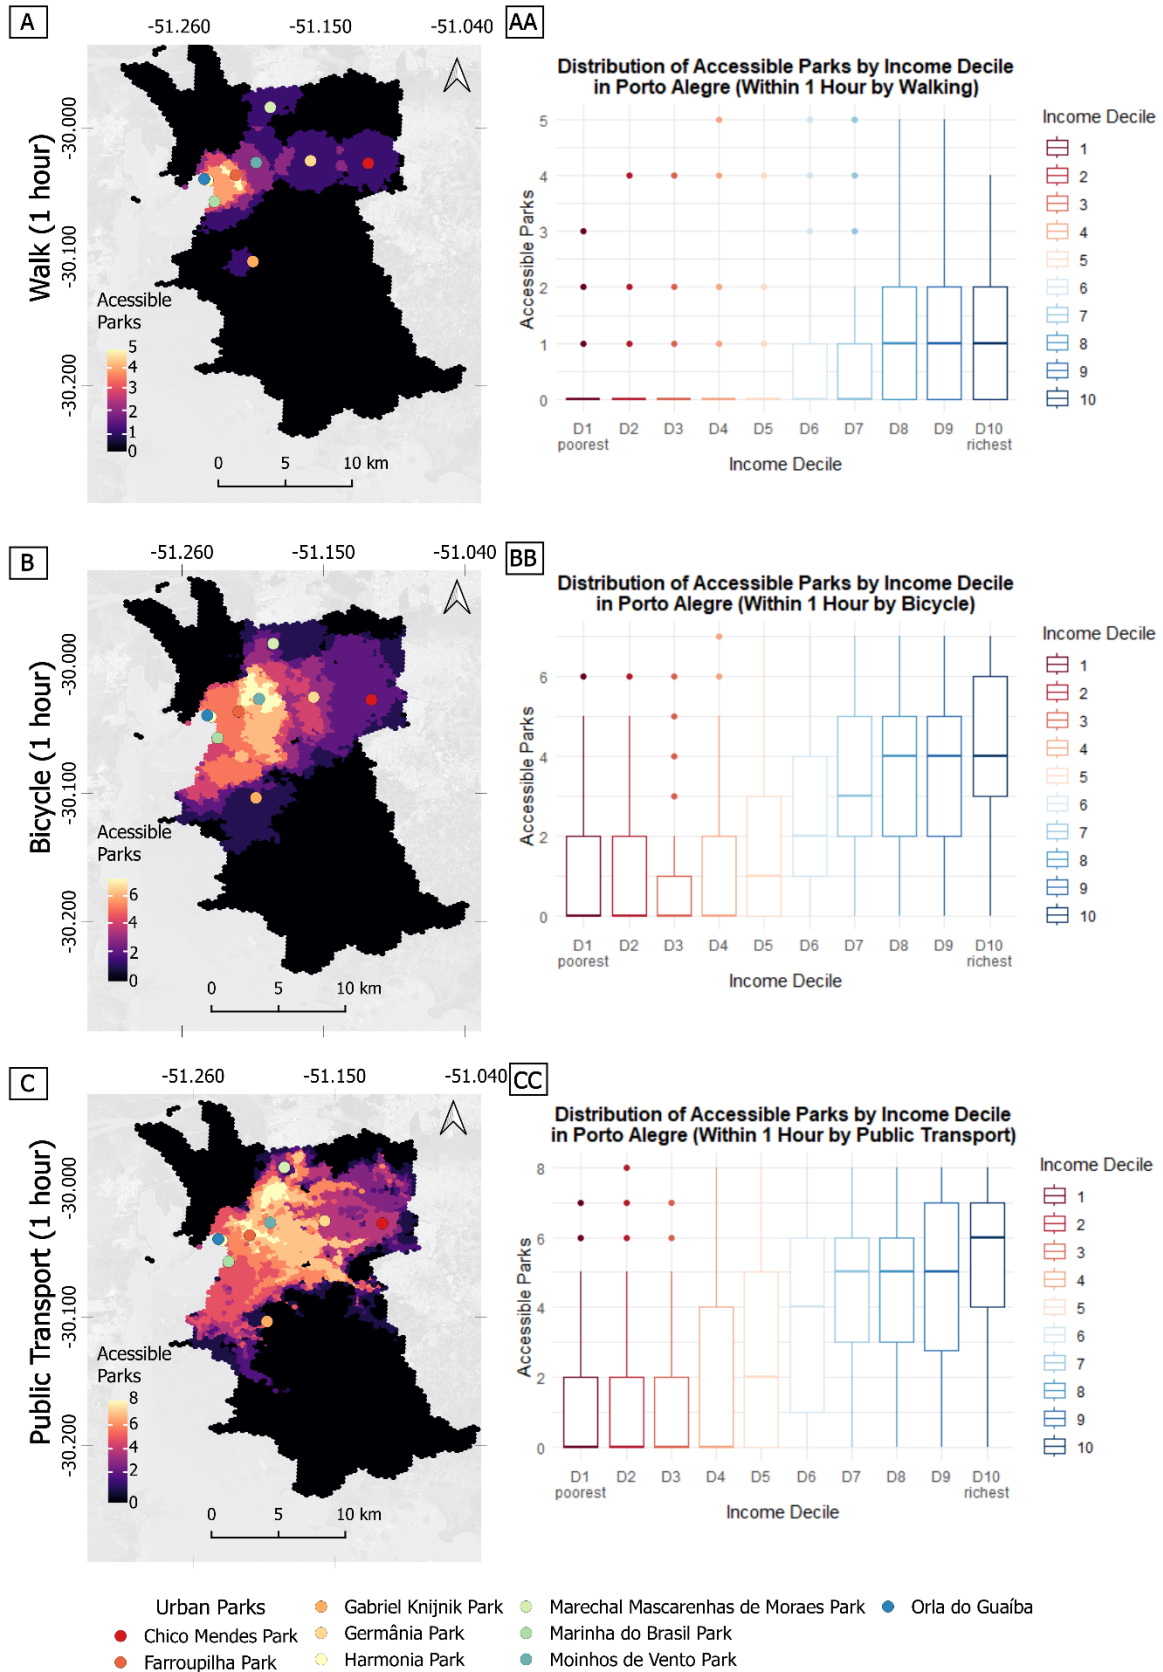 A
-51.260 -51.150 -51.040
Walk (1 hour)
-30.000
-30.100
-30.200
Acessible
Parks
5
4
3
2
1
0
0 5 10 km
AA
Distribution of Accessible Parks by Income Decile
in Porto Alegre (Within 1 Hour by Walking)
Accessible Parks
5
4
3
2
1
0
D1 D2 D3 D4 D5 D6 D7 D8 D9 D10
poorest richest
Income Decile
Income Decile
1
2
3
4
5
6
7
8
9
10
B
-51.260 -51.150 -51.040
Bicycle (1 hour)
-30.000
-30.100
-30.200
Acessible
Parks
6
4
2
0
0 5 10 km
BB
Distribution of Accessible Parks by Income Decile
in Porto Alegre (Within 1 Hour by Bicycle)
Accessible Parks
6
4
2
0
D1 D2 D3 D4 D5 D6 D7 D8 D9 D10
poorest richest
Income Decile
Income Decile
1
2
3
4
5
6
7
8
9
10
C
-51.260 -51.150 -51.040
Public Transport (1 hour)
-30.000
-30.100
-30.200
Acessible
Parks
8
6
4
2
0
0 5 10 km
CC
Distribution of Accessible Parks by Income Decile
in Porto Alegre (Within 1 Hour by Public Transport)
Accessible Parks
8
6
4
2
0
D1 D2 D3 D4 D5 D6 D7 D8 D9 D10
poorest richest
Income Decile
Income Decile
1
2
3
4
5
6
7
8
9
10
Urban Parks
Chico Mendes Park
Farroupilha Park
Gabriel Knijnik Park
Germânia Park
Harmonia Park
Marechal Mascarenhas de Moraes Park
Marinha do Brasil Park
Moinhos de Vento Park
Orla do Guaíba